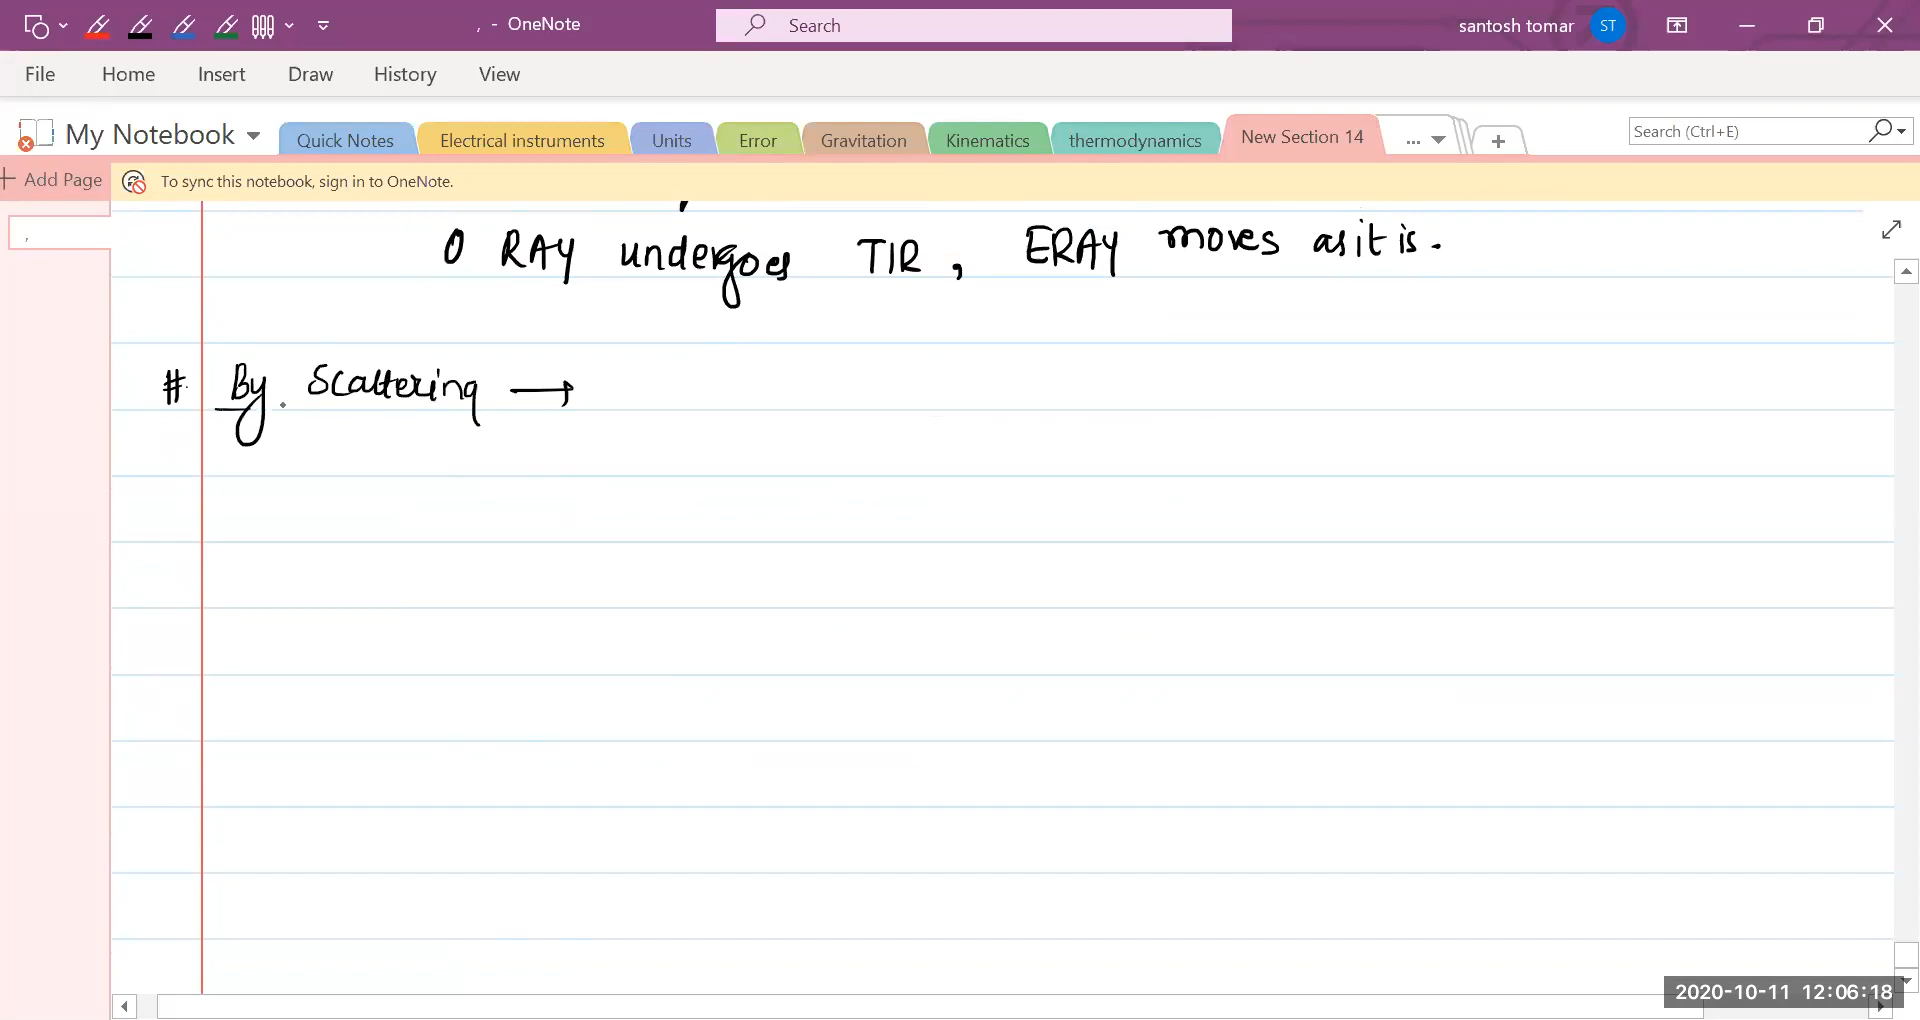 , - OneNote
Search
santosh tomar
ST
File Home Insert Draw History View
My Notebook
Quick Notes
Electrical instruments
Units
Error
Gravitation
Kinematics
thermodynamics
New Section 14
...
+
Search (Ctrl+E)
+ Add Page
To sync this notebook, sign in to OneNote.
,
O RAY undergoes TIR, ERAY moves as it is.
# By Scattering →
2020-10-11 12:06:18